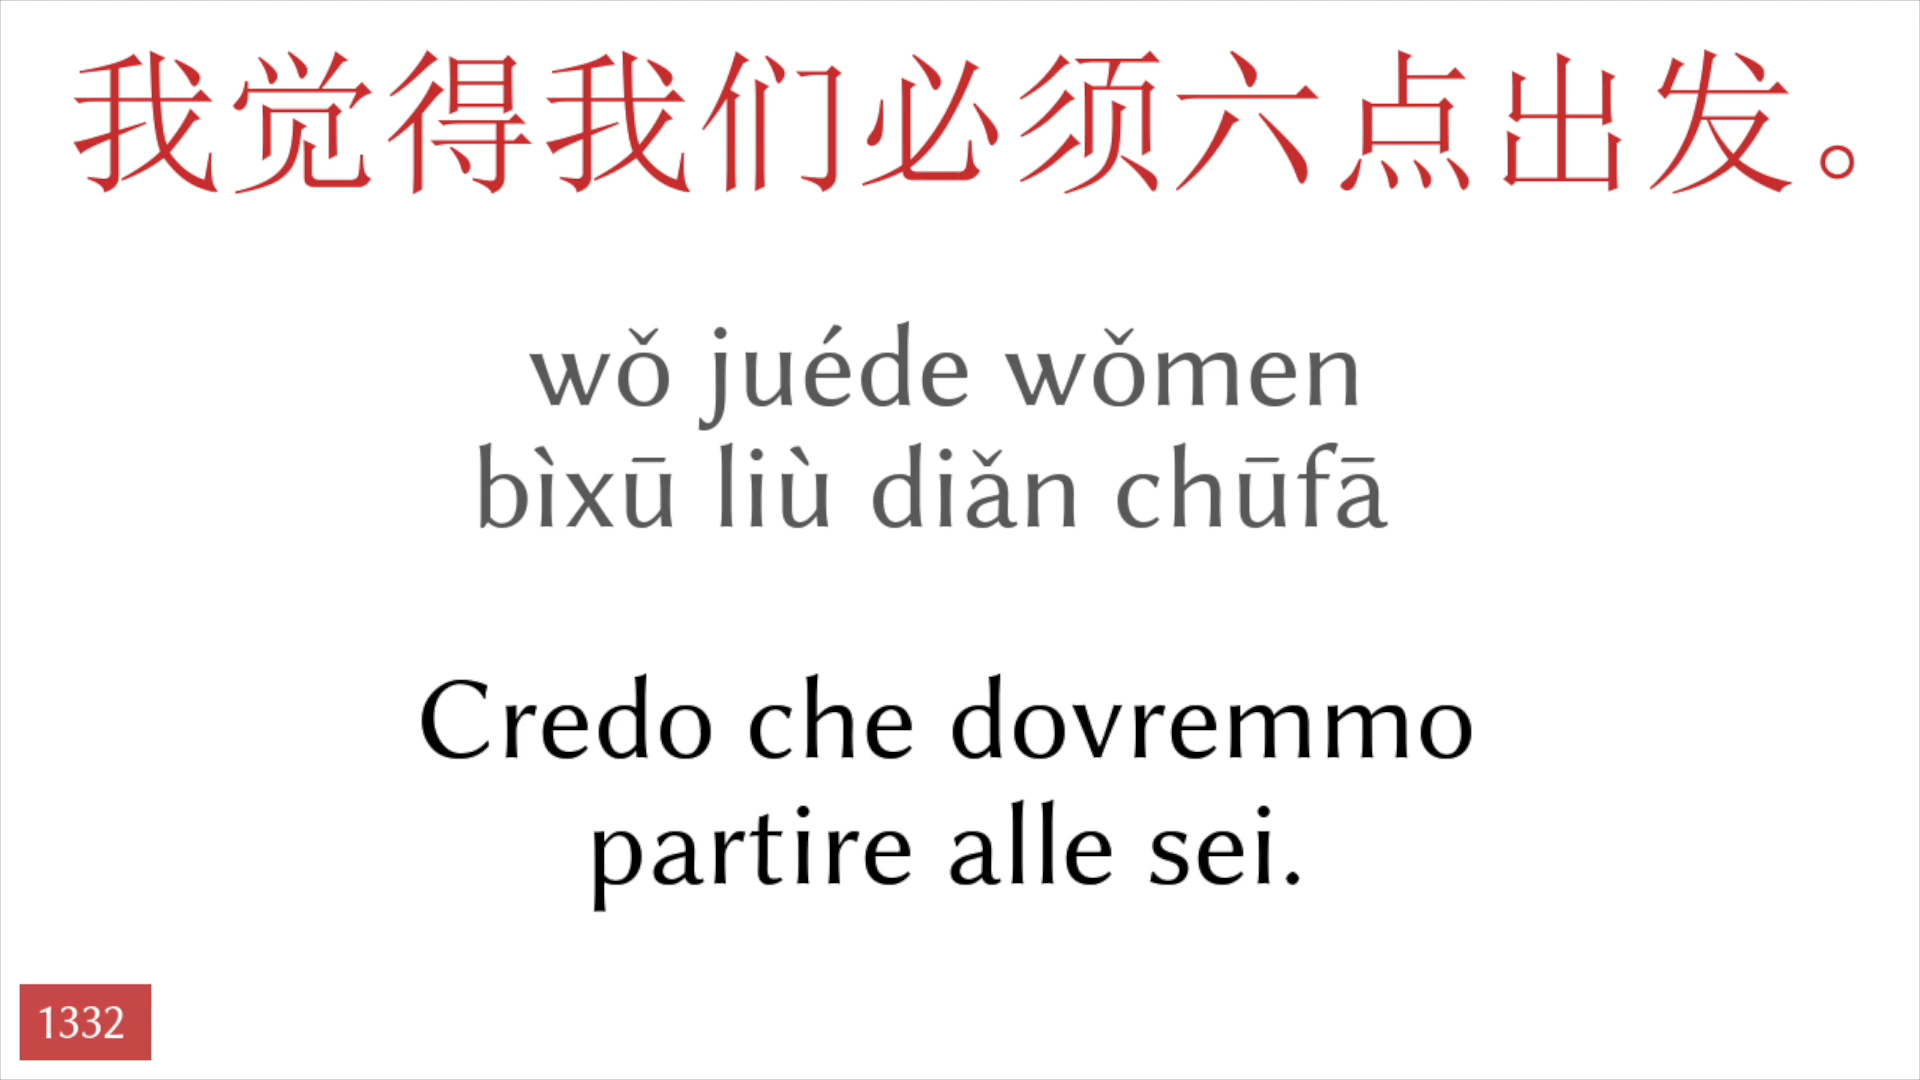 我觉得我们必须六点出发。
wǒ juéde wǒmen
bìxū liù diǎn chūfā
Credo che dovremmo
partire alle sei.
1332